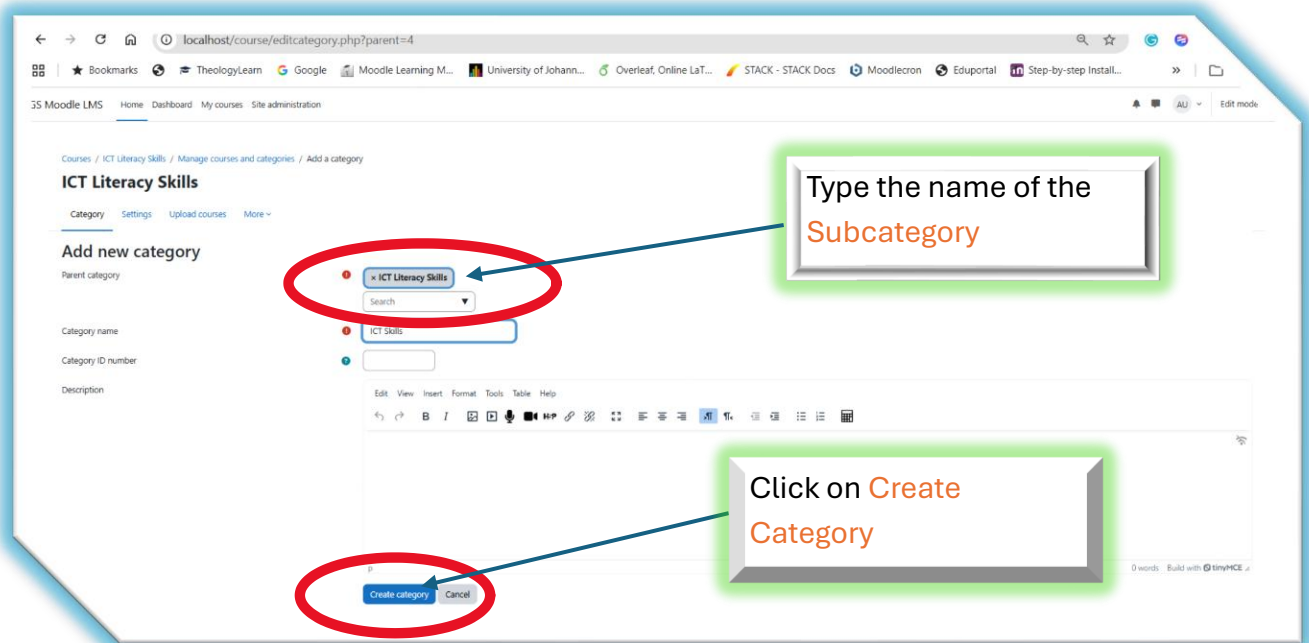 localhost/course/editcategory.php?parent=4
Bookmarks TheologyLearn Google Moodle Learning M... University of Johann... Overleaf, Online LaT... STACK - STACK Docs Moodlecron Eduportal Step-by-step Install... »
GS Moodle LMS Home Dashboard My courses Site administration AU Edit mode
Courses / ICT Literacy Skills / Manage courses and categories / Add a category
ICT Literacy Skills
Category Settings Upload courses More
Type the name of the
Subcategory
Add new category
Parent category × ICT Literacy Skills
Search ▼
Category name ICT Skills
Category ID number
Description
Edit View Insert Format Tools Table Help
B I H-P
Click on Create
Category
p 0 words Build with tinyMCE
Create category Cancel